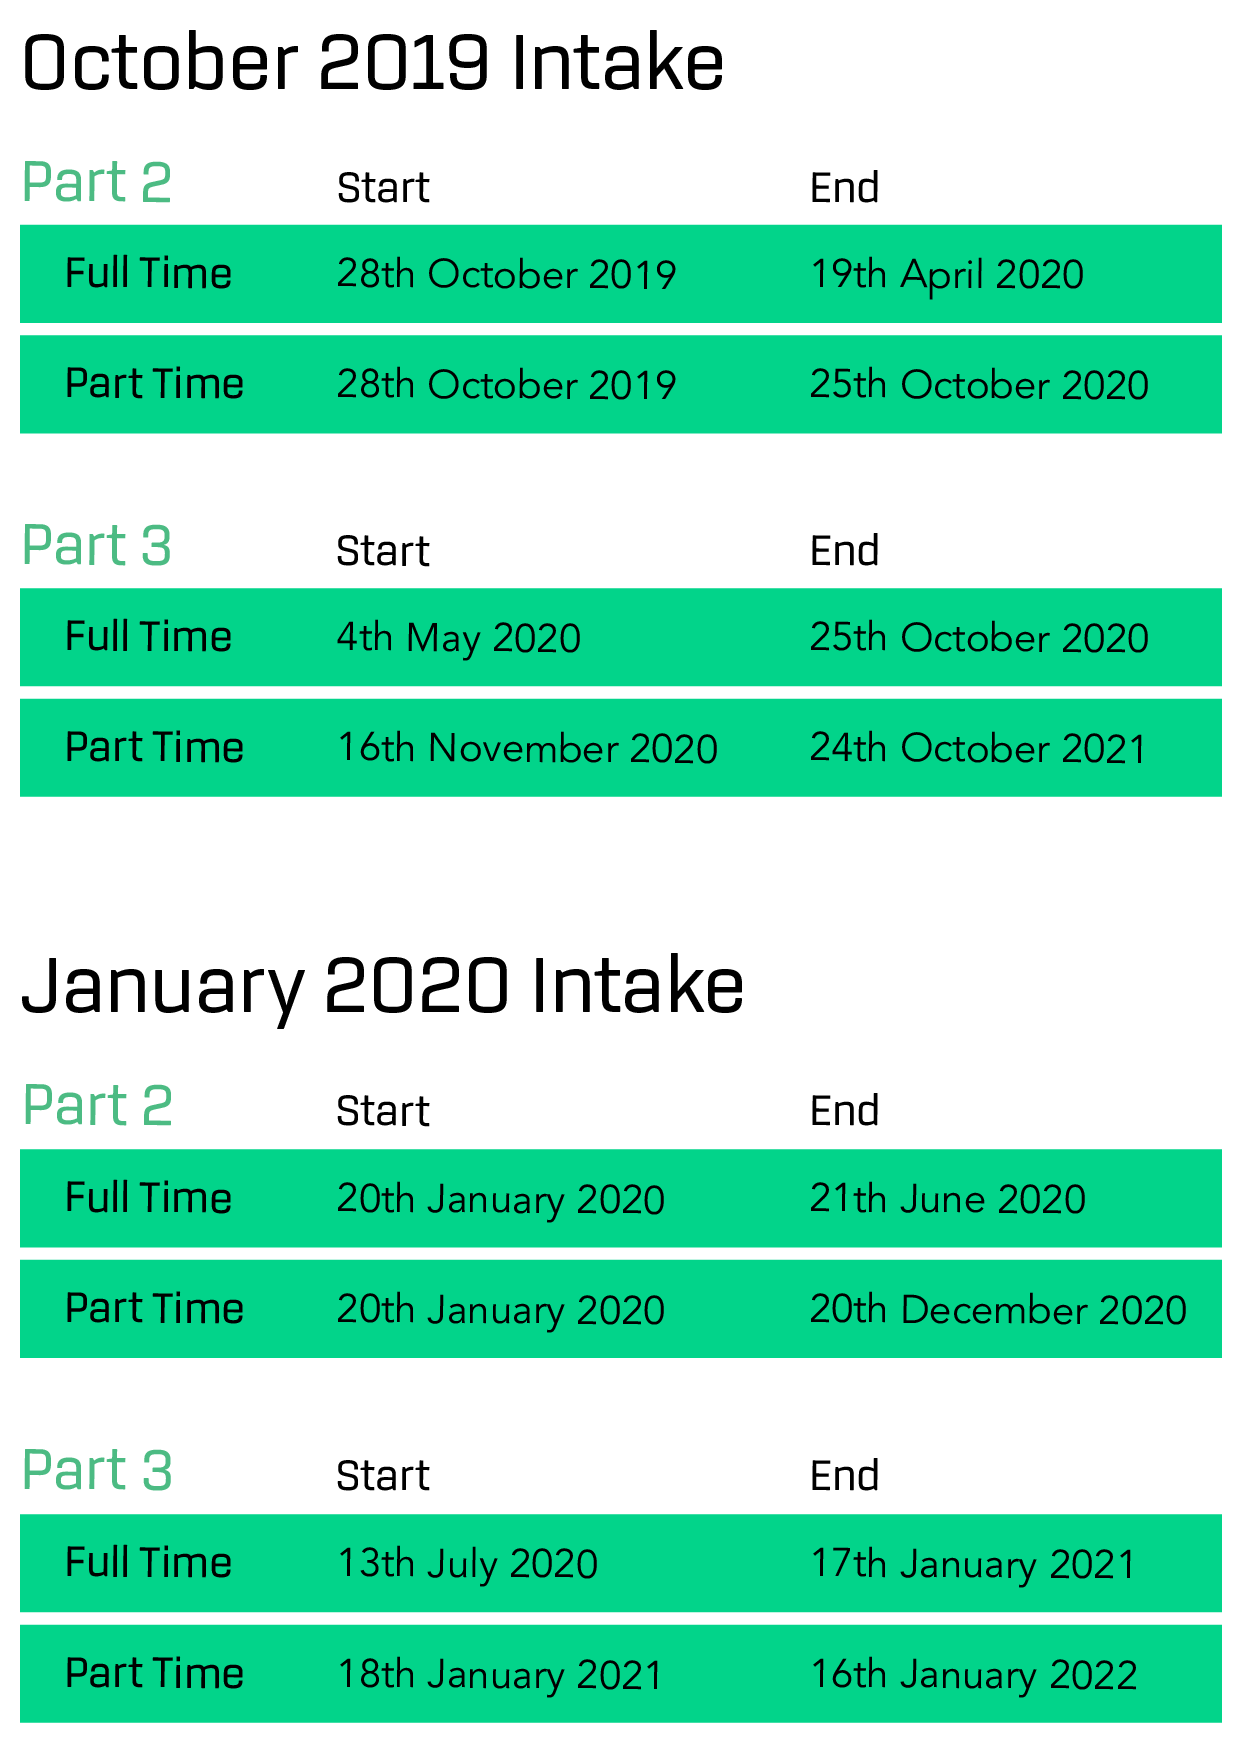 October 2019 Intake
Part 2 Start End
Full Time 28th October 2019 19th April 2020
Part Time 28th October 2019 25th October 2020
Part 3 Start End
Full Time 4th May 2020 25th October 2020
Part Time 16th November 2020 24th October 2021
January 2020 Intake
Part 2 Start End
Full Time 20th January 2020 21th June 2020
Part Time 20th January 2020 20th December 2020
Part 3 Start End
Full Time 13th July 2020 17th January 2021
Part Time 18th January 2021 16th January 2022